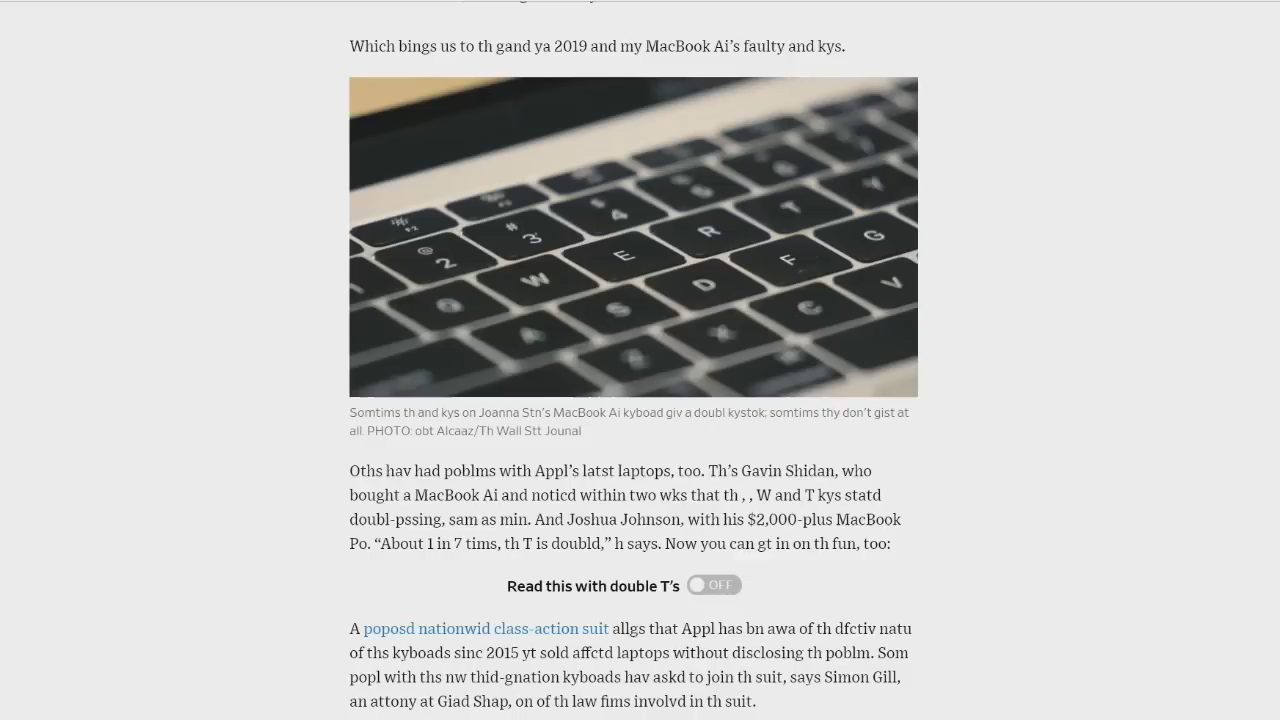 Which bings us to th gand ya 2019 and my MacBook Ai’s faulty and kys.
@
2
#
3
$
4
5
6
W
E
R
T
Y
Q
A
S
D
F
G
Z
X
C
V
Somtims th and kys on Joanna Stn’s MacBook Ai kyboad giv a doubl kystok; somtims thy don’t gist at
all. PHOTO: obt Alcaaz/Th Wall Stt Jounal
Oths hav had poblms with Appl’s latst laptops, too. Th’s Gavin Shidan, who
bought a MacBook Ai and noticd within two wks that th , , W and T kys statd
doubl-pssing, sam as min. And Joshua Johnson, with his $2,000-plus MacBook
Po. “About 1 in 7 tims, th T is doubld,” h says. Now you can gt in on th fun, too:
Read this with double T’s OFF
A poposd nationwid class-action suit allgs that Appl has bn awa of th dfctiv natu
of ths kyboads sinc 2015 yt sold affctd laptops without disclosing th poblm. Som
popl with ths nw thid-gnation kyboads hav askd to join th suit, says Simon Gill,
an attony at Giad Shap, on of th law fims involvd in th suit.